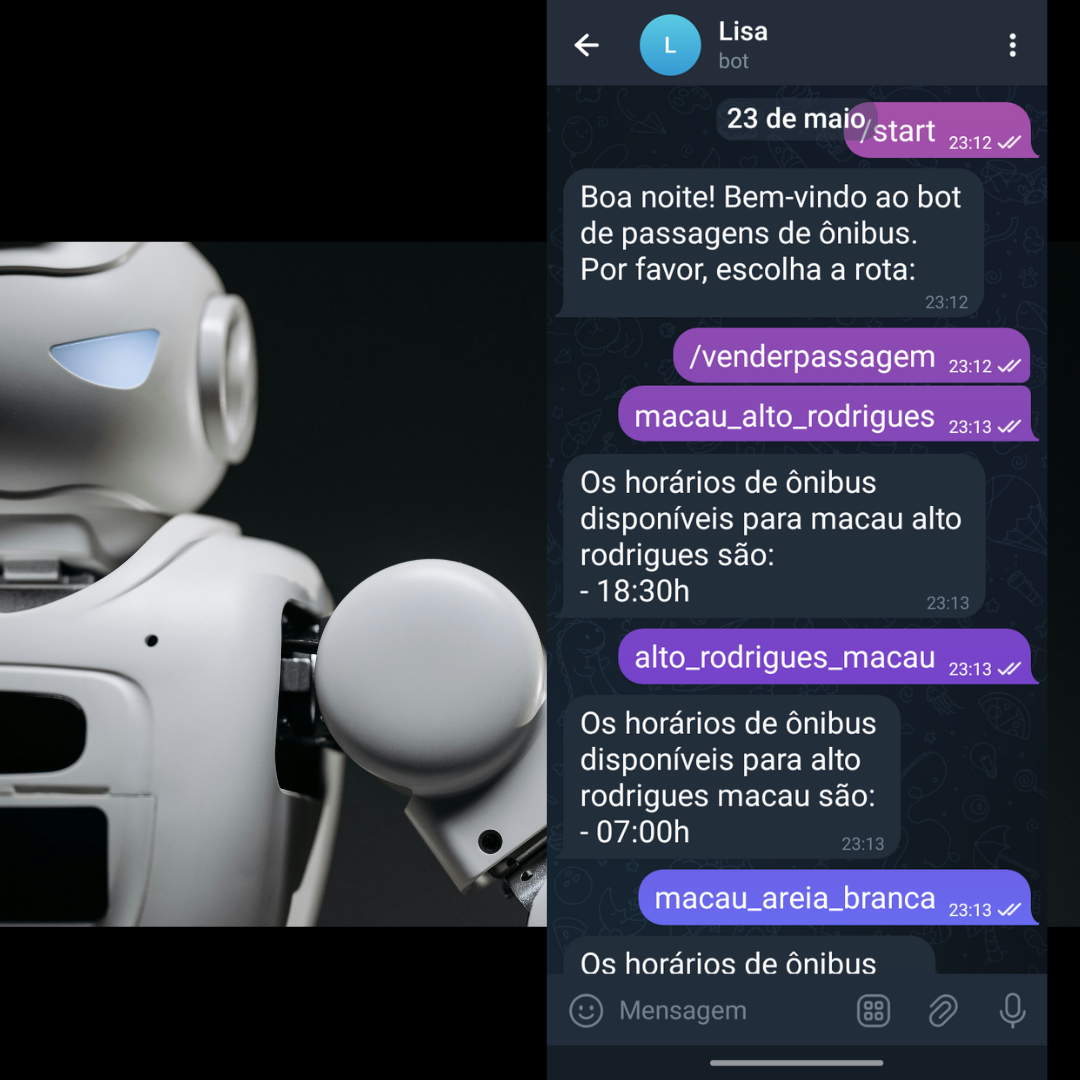 L
Lisa
bot
23 de maio
/start 23:12
Boa noite! Bem-vindo ao bot
de passagens de ônibus.
Por favor, escolha a rota:
23:12
/venderpassagem 23:12
macau_alto_rodrigues 23:13
Os horários de ônibus
disponíveis para macau alto
rodrigues são:
- 18:30h
23:13
alto_rodrigues_macau 23:13
Os horários de ônibus
disponíveis para alto
rodrigues macau são:
- 07:00h
23:13
macau_areia_branca 23:13
Os horários de ônibus
Mensagem